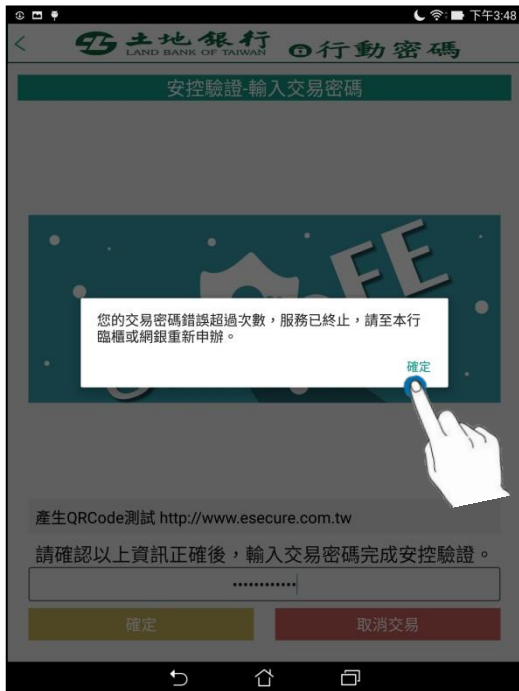 下午3:48
土地銀行
LAND BANK OF TAIWAN
行動密碼
安控驗證-輸入交易密碼
FE
您的交易密碼錯誤超過次數，服務已終止，請至本行
臨櫃或網銀重新申辦。
確定
產生QRCode測試 http://www.esecure.com.tw
請確認以上資訊正確後，輸入交易密碼完成安控驗證。
••••••••••••
確定
取消交易